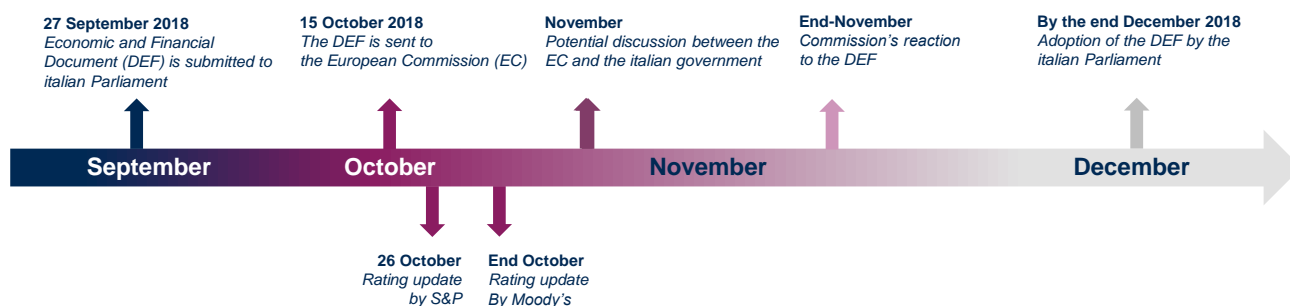 27 September 2018
Economic and Financial
Document (DEF) is submitted to
italian Parliament
15 October 2018
The DEF is sent to
the European Commission (EC)
November
Potential discussion between the
EC and the italian government
End-November
Commission's reaction
to the DEF
By the end December 2018
Adoption of the DEF by the
italian Parliament
September
October
November
December
26 October
Rating update
by S&P
End October
Rating update
By Moody's